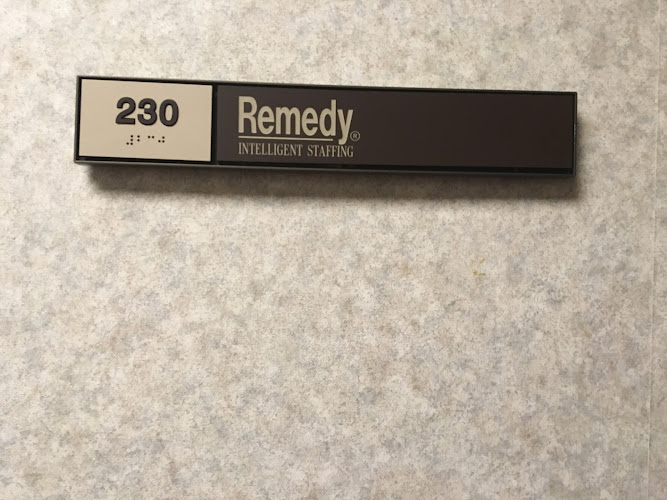 230
⠼⠃⠉⠚
Remedy®
INTELLIGENT STAFFING